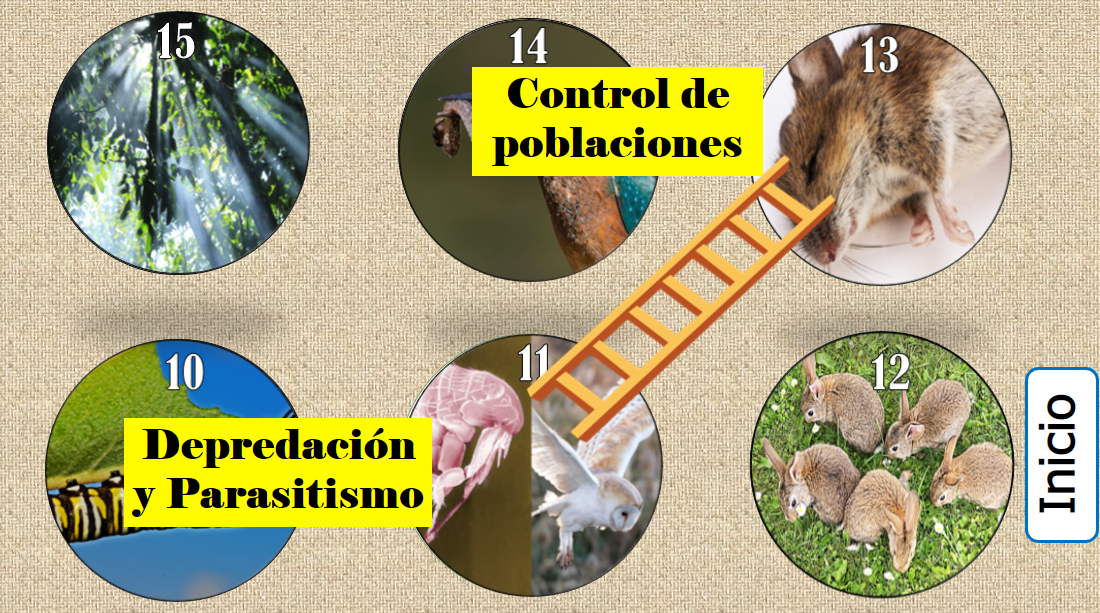 15
14
13
Control de
poblaciones
10
11
12
Depredación
y Parasitismo
Inicio